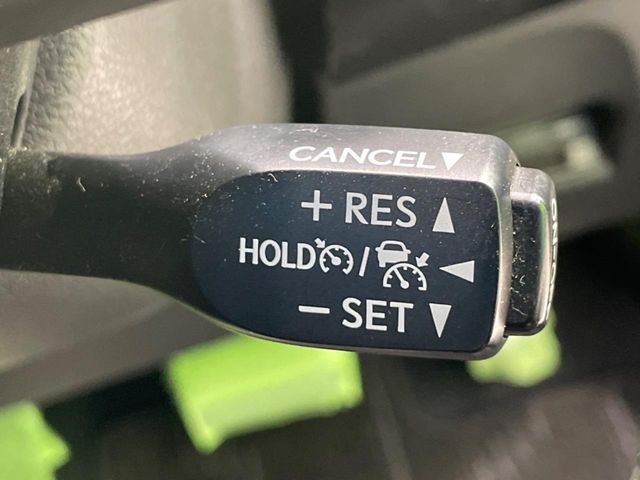 CANCEL▼
+ RES ▲
HOLD / ◀
− SET ▼